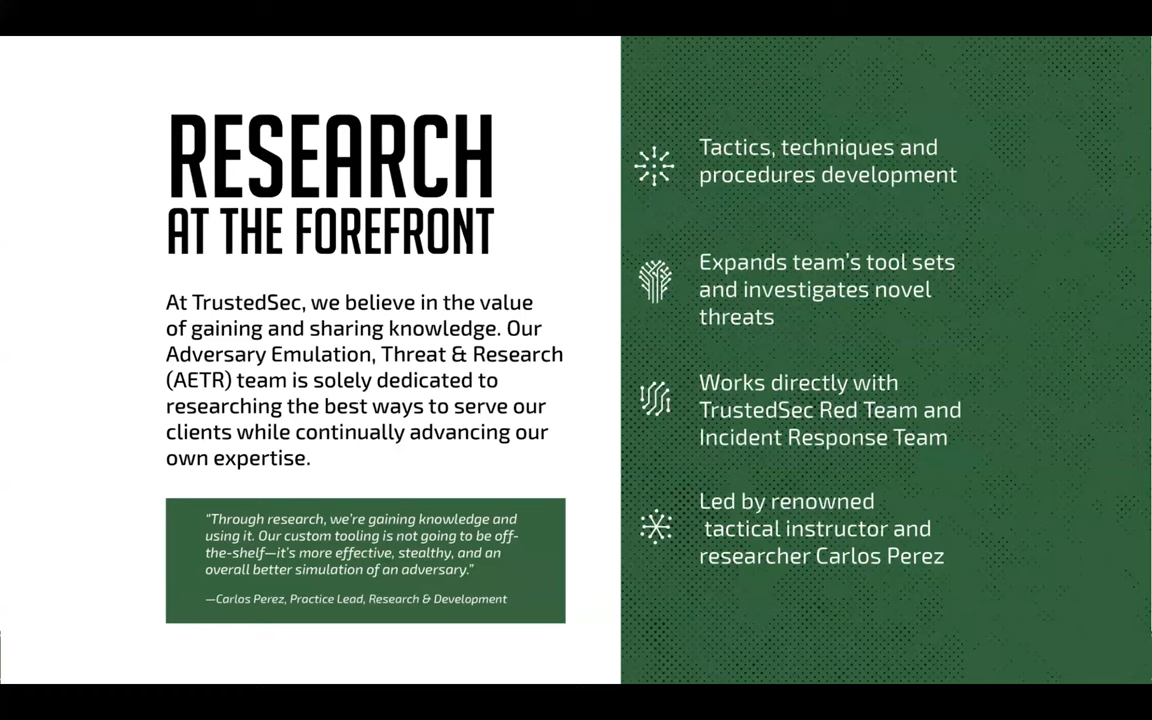 RESEARCH
AT THE FOREFRONT
At TrustedSec, we believe in the value
of gaining and sharing knowledge. Our
Adversary Emulation, Threat & Research
(AETR) team is solely dedicated to
researching the best ways to serve our
clients while continually advancing our
own expertise.
“Through research, we’re gaining knowledge and
using it. Our custom tooling is not going to be off-
the-shelf—it’s more effective, stealthy, and an
overall better simulation of an adversary.”
—Carlos Perez, Practice Lead, Research & Development
Tactics, techniques and
procedures development
Expands team’s tool sets
and investigates novel
threats
Works directly with
TrustedSec Red Team and
Incident Response Team
Led by renowned
tactical instructor and
researcher Carlos Perez